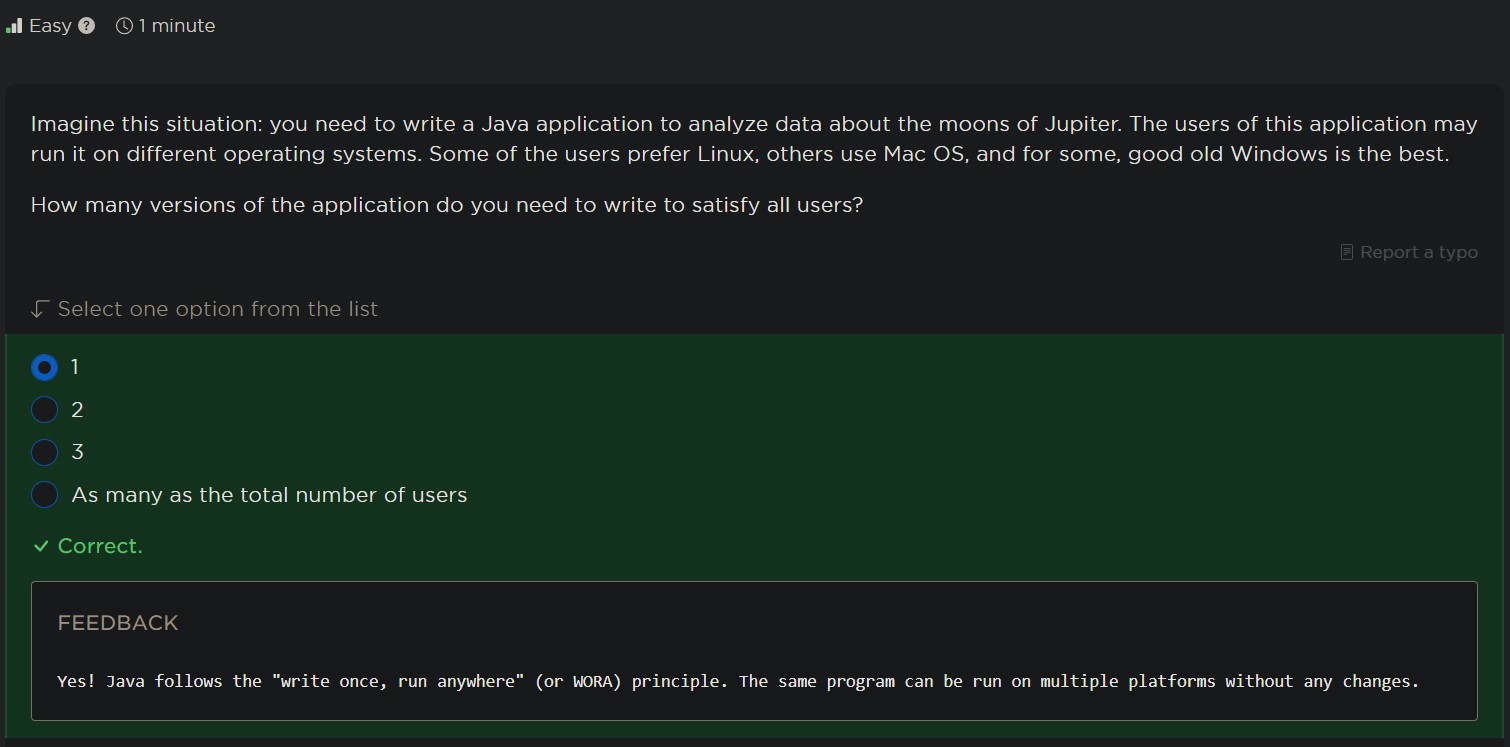 Easy ? 1 minute
Imagine this situation: you need to write a Java application to analyze data about the moons of Jupiter. The users of this application may
run it on different operating systems. Some of the users prefer Linux, others use Mac OS, and for some, good old Windows is the best.
How many versions of the application do you need to write to satisfy all users?
Report a typo
Select one option from the list
1
2
3
As many as the total number of users
Correct.
FEEDBACK
Yes! Java follows the "write once, run anywhere" (or WORA) principle. The same program can be run on multiple platforms without any changes.